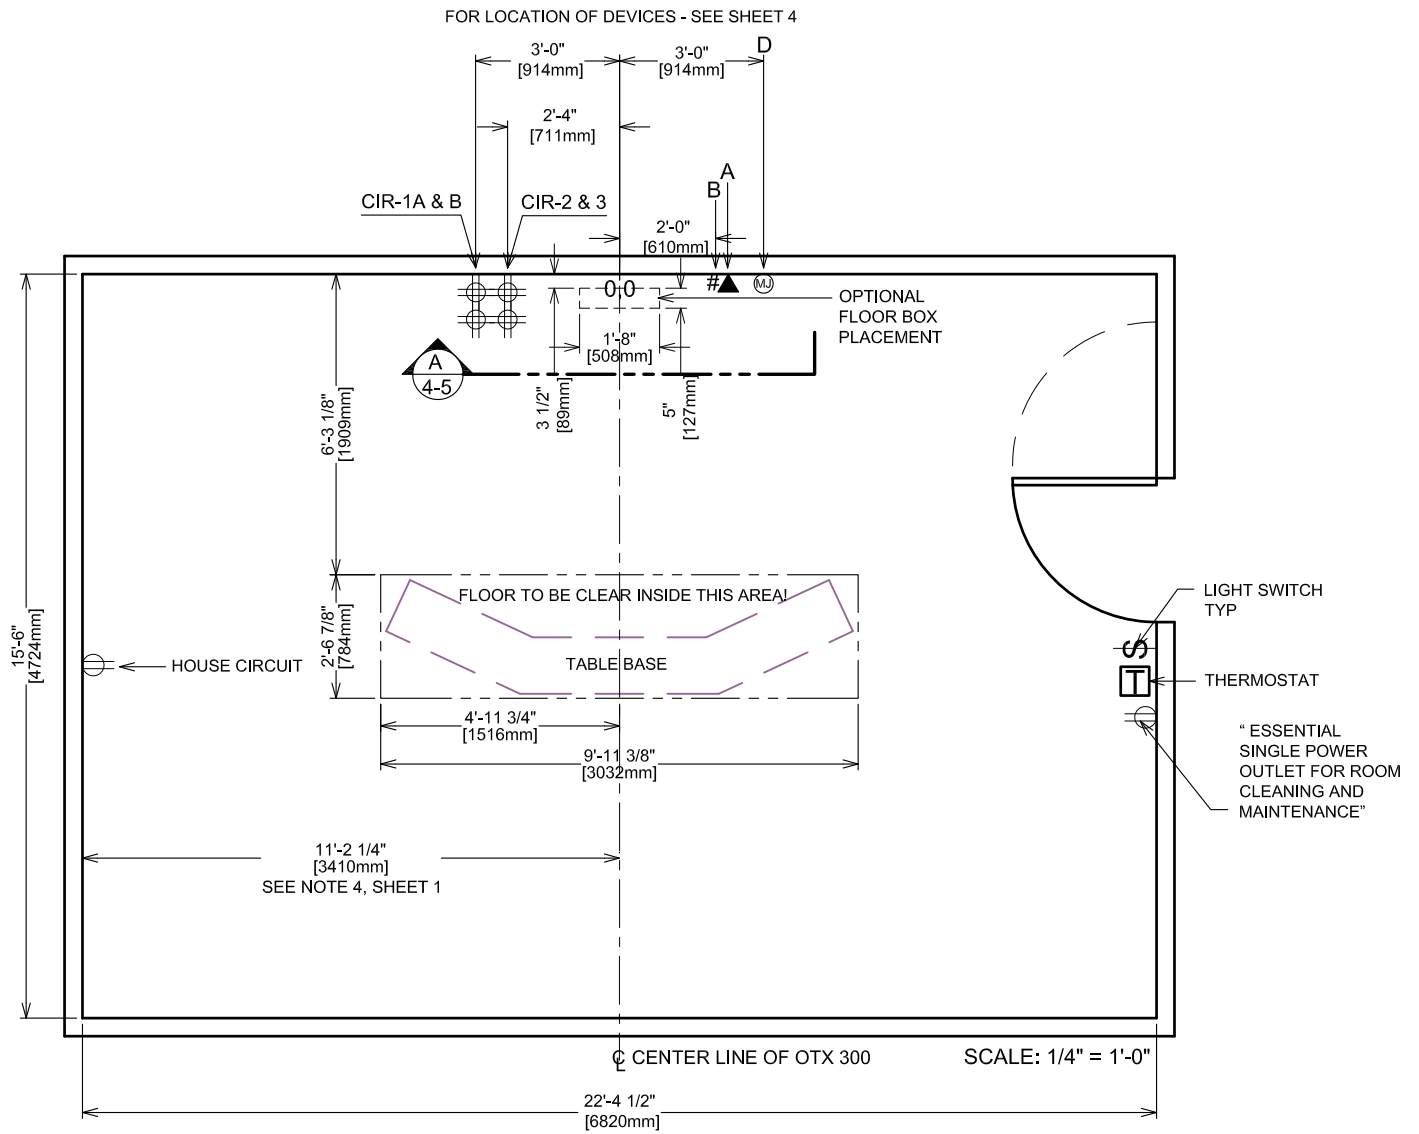 FOR LOCATION OF DEVICES - SEE SHEET 4
3'-0"
[914mm]
3'-0"
[914mm]
D
2'-4"
[711mm]
A
B
CIR-1A & B
CIR-2 & 3
2'-0"
[610mm]
0,0
#
MJ
OPTIONAL
FLOOR BOX
PLACEMENT
1'-8"
[508mm]
A
4-5
3 1/2"
[89mm]
5"
[127mm]
6'-3 1/8"
[1909mm]
15'-6"
[4724mm]
2'-6 7/8"
[784mm]
FLOOR TO BE CLEAR INSIDE THIS AREA!
TABLE BASE
HOUSE CIRCUIT
LIGHT SWITCH
TYP
S
T
THERMOSTAT
“ ESSENTIAL
SINGLE POWER
OUTLET FOR ROOM
CLEANING AND
MAINTENANCE”
4'-11 3/4"
[1516mm]
9'-11 3/8"
[3032mm]
11'-2 1/4"
[3410mm]
SEE NOTE 4, SHEET 1
℄ CENTER LINE OF OTX 300
SCALE: 1/4" = 1'-0"
22'-4 1/2"
[6820mm]